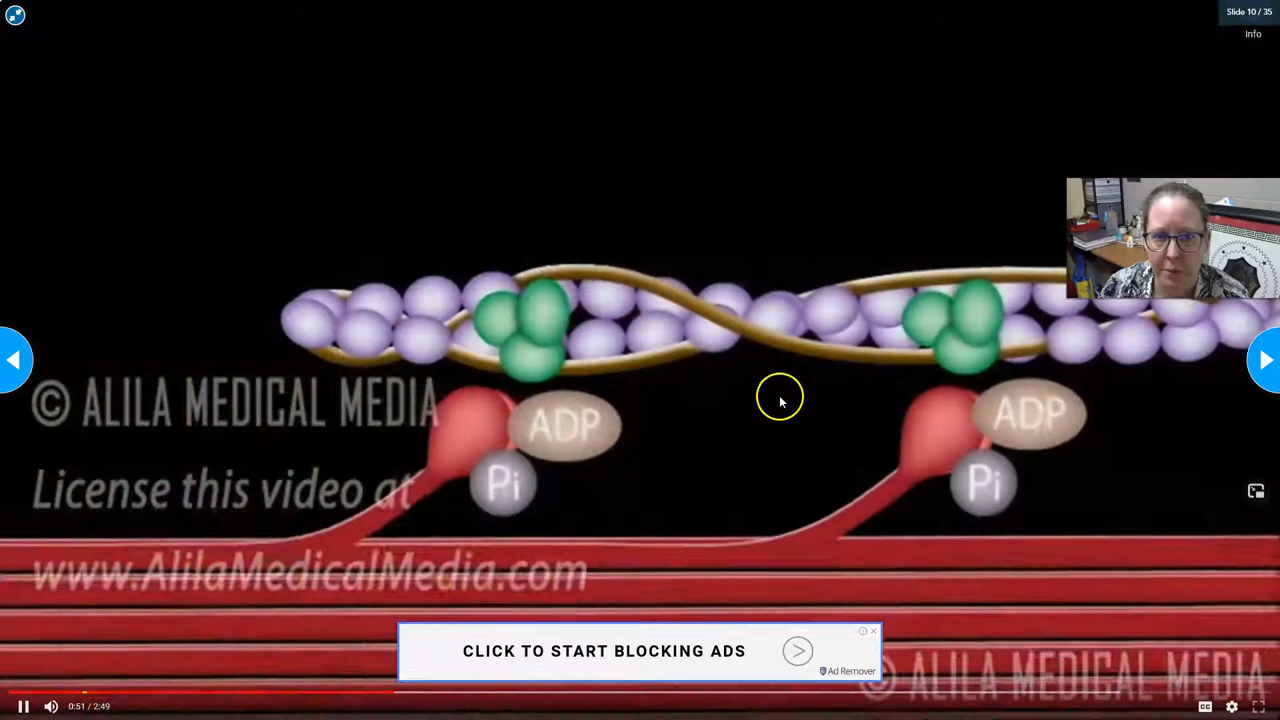 Slide 10 / 35
Info
ADP
ADP
© ALILA MEDICAL MEDIA
Pi
Pi
License this video at
www.AlilaMedicalMedia.com
CLICK TO START BLOCKING ADS
Ad Remover
© ALILA MEDICAL MEDIA
0:51 / 2:49
CC